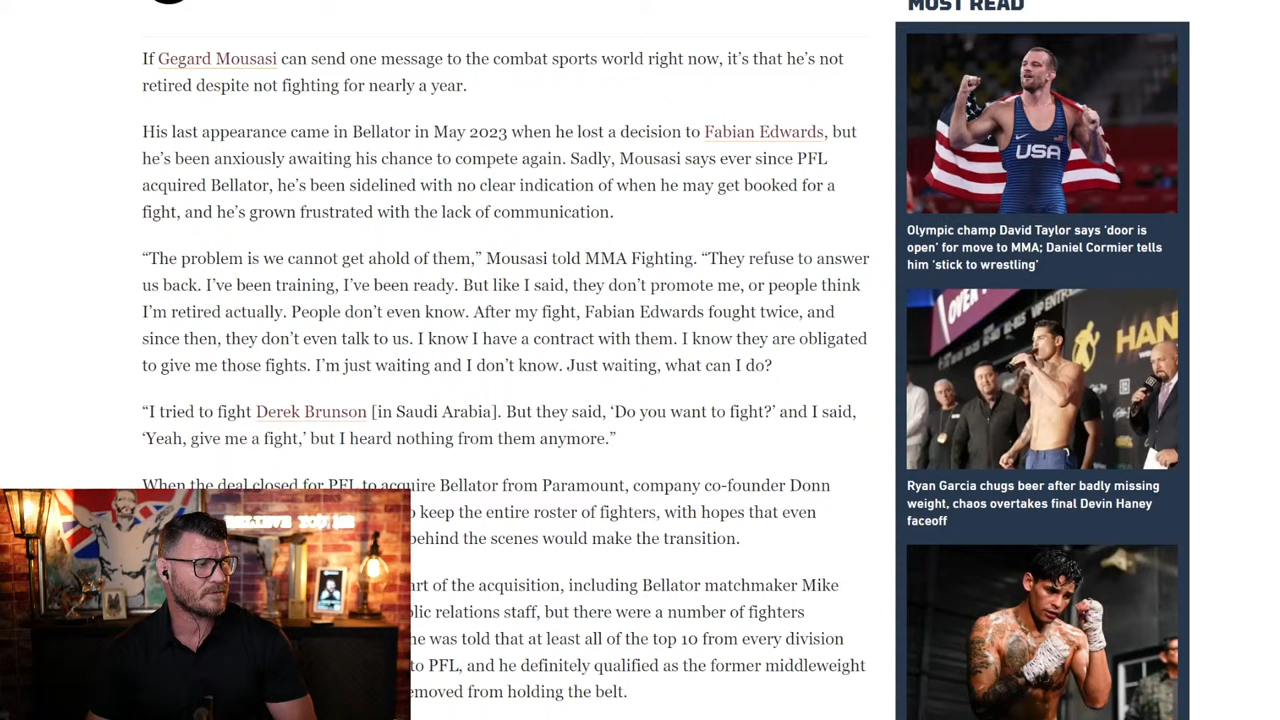 MOST READ
If Gegard Mousasi can send one message to the combat sports world right now, it’s that he’s not
retired despite not fighting for nearly a year.
His last appearance came in Bellator in May 2023 when he lost a decision to Fabian Edwards, but
he’s been anxiously awaiting his chance to compete again. Sadly, Mousasi says ever since PFL
acquired Bellator, he’s been sidelined with no clear indication of when he may get booked for a
fight, and he’s grown frustrated with the lack of communication.
“The problem is we cannot get ahold of them,” Mousasi told MMA Fighting. “They refuse to answer
us back. I’ve been training, I’ve been ready. But like I said, they don’t promote me, or people think
I’m retired actually. People don’t even know. After my fight, Fabian Edwards fought twice, and
since then, they don’t even talk to us. I know I have a contract with them. I know they are obligated
to give me those fights. I’m just waiting and I don’t know. Just waiting, what can I do?
“I tried to fight Derek Brunson [in Saudi Arabia]. But they said, ‘Do you want to fight?’ and I said,
‘Yeah, give me a fight,’ but I heard nothing from them anymore.”
When the deal closed for PFL to acquire Bellator from Paramount, company co-founder Donn
keep the entire roster of fighters, with hopes that even
behind the scenes would make the transition.
of the acquisition, including Bellator matchmaker Mike
relations staff, but there were a number of fighters
was told that at least all of the top 10 from every division
to PFL, and he definitely qualified as the former middleweight
from holding the belt.
USA
Olympic champ David Taylor says ‘door is
open’ for move to MMA; Daniel Cormier tells
him ‘stick to wrestling’
HAN
Ryan Garcia chugs beer after badly missing
weight, chaos overtakes final Devin Haney
faceoff